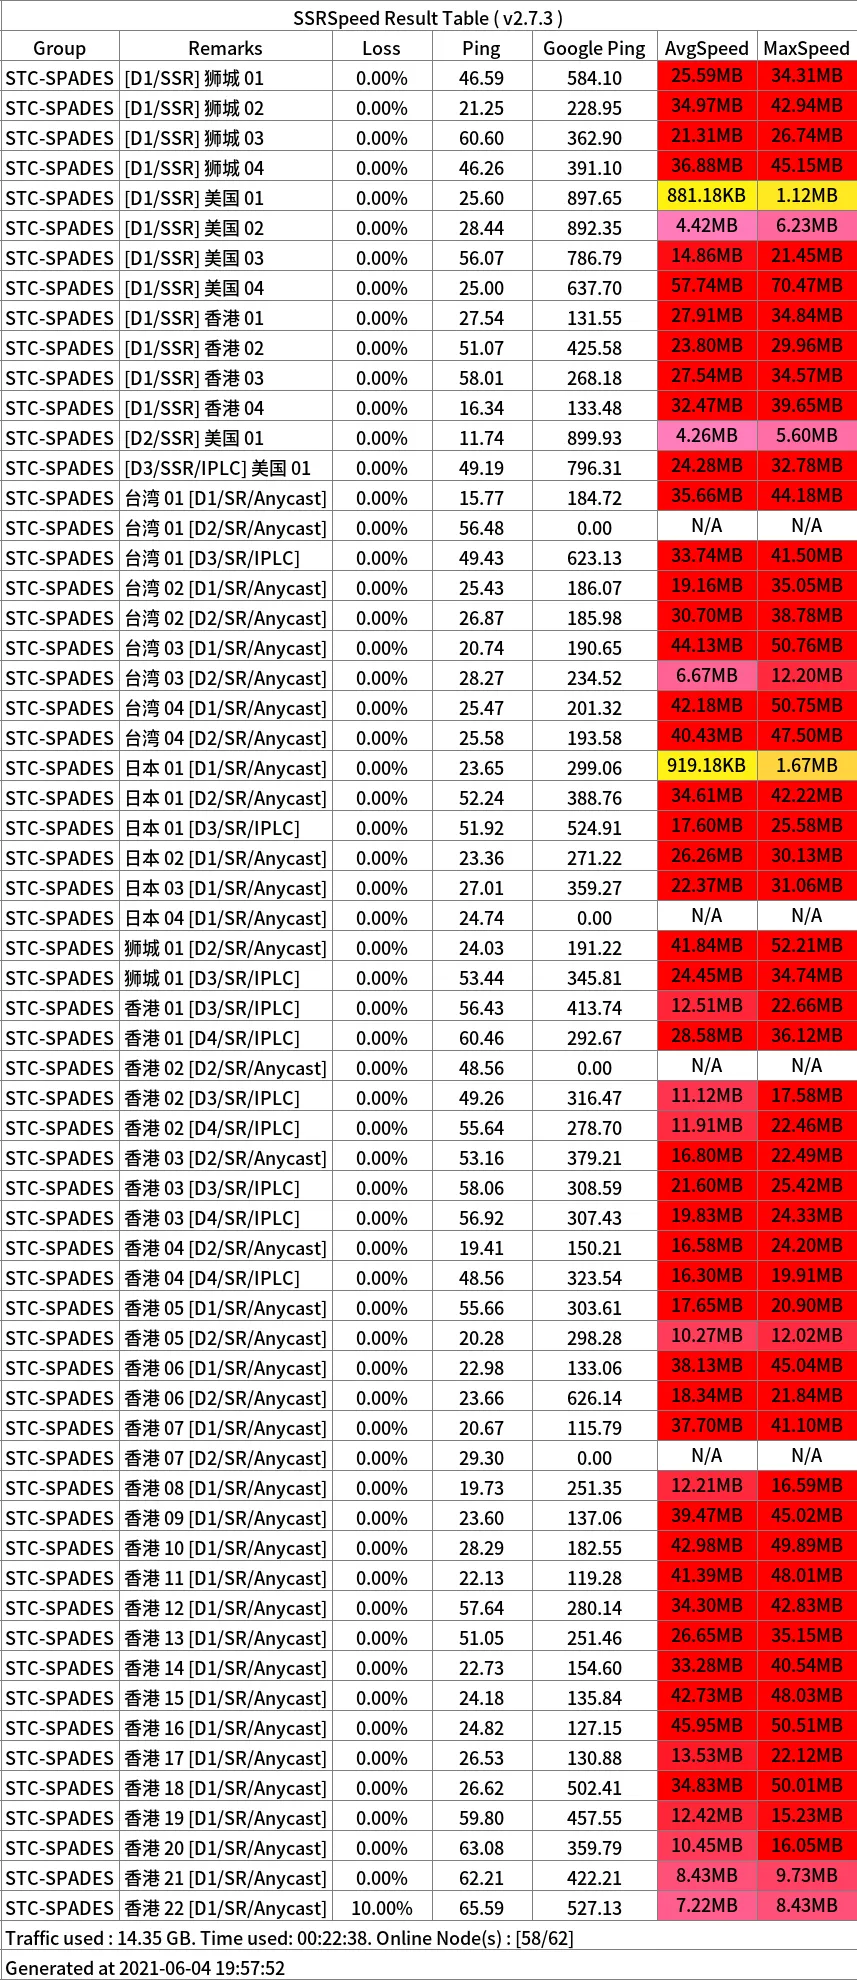 SSRSpeed Result Table ( v2.7.3 )
Group Remarks Loss Ping Google Ping AvgSpeed MaxSpeed
STC-SPADES [D1/SSR] 狮城 01 0.00% 46.59 584.10 25.59MB 34.31MB
STC-SPADES [D1/SSR] 狮城 02 0.00% 21.25 228.95 34.97MB 42.94MB
STC-SPADES [D1/SSR] 狮城 03 0.00% 60.60 362.90 21.31MB 26.74MB
STC-SPADES [D1/SSR] 狮城 04 0.00% 46.26 391.10 36.88MB 45.15MB
STC-SPADES [D1/SSR] 美国 01 0.00% 25.60 897.65 881.18KB 1.12MB
STC-SPADES [D1/SSR] 美国 02 0.00% 28.44 892.35 4.42MB 6.23MB
STC-SPADES [D1/SSR] 美国 03 0.00% 56.07 786.79 14.86MB 21.45MB
STC-SPADES [D1/SSR] 美国 04 0.00% 25.00 637.70 57.74MB 70.47MB
STC-SPADES [D1/SSR] 香港 01 0.00% 27.54 131.55 27.91MB 34.84MB
STC-SPADES [D1/SSR] 香港 02 0.00% 51.07 425.58 23.80MB 29.96MB
STC-SPADES [D1/SSR] 香港 03 0.00% 58.01 268.18 27.54MB 34.57MB
STC-SPADES [D1/SSR] 香港 04 0.00% 16.34 133.48 32.47MB 39.65MB
STC-SPADES [D2/SSR] 美国 01 0.00% 11.74 899.93 4.26MB 5.60MB
STC-SPADES [D3/SSR/IPLC] 美国 01 0.00% 49.19 796.31 24.28MB 32.78MB
STC-SPADES 台湾 01 [D1/SR/Anycast] 0.00% 15.77 184.72 35.66MB 44.18MB
STC-SPADES 台湾 01 [D2/SR/Anycast] 0.00% 56.48 0.00 N/A N/A
STC-SPADES 台湾 01 [D3/SR/IPLC] 0.00% 49.43 623.13 33.74MB 41.50MB
STC-SPADES 台湾 02 [D1/SR/Anycast] 0.00% 25.43 186.07 19.16MB 35.05MB
STC-SPADES 台湾 02 [D2/SR/Anycast] 0.00% 26.87 185.98 30.70MB 38.78MB
STC-SPADES 台湾 03 [D1/SR/Anycast] 0.00% 20.74 190.65 44.13MB 50.76MB
STC-SPADES 台湾 03 [D2/SR/Anycast] 0.00% 28.27 234.52 6.67MB 12.20MB
STC-SPADES 台湾 04 [D1/SR/Anycast] 0.00% 25.47 201.32 42.18MB 50.75MB
STC-SPADES 台湾 04 [D2/SR/Anycast] 0.00% 25.58 193.58 40.43MB 47.50MB
STC-SPADES 日本 01 [D1/SR/Anycast] 0.00% 23.65 299.06 919.18KB 1.67MB
STC-SPADES 日本 01 [D2/SR/Anycast] 0.00% 52.24 388.76 34.61MB 42.22MB
STC-SPADES 日本 01 [D3/SR/IPLC] 0.00% 51.92 524.91 17.60MB 25.58MB
STC-SPADES 日本 02 [D1/SR/Anycast] 0.00% 23.36 271.22 26.26MB 30.13MB
STC-SPADES 日本 03 [D1/SR/Anycast] 0.00% 27.01 359.27 22.37MB 31.06MB
STC-SPADES 日本 04 [D1/SR/Anycast] 0.00% 24.74 0.00 N/A N/A
STC-SPADES 狮城 01 [D2/SR/Anycast] 0.00% 24.03 191.22 41.84MB 52.21MB
STC-SPADES 狮城 01 [D3/SR/IPLC] 0.00% 53.44 345.81 24.45MB 34.74MB
STC-SPADES 香港 01 [D3/SR/IPLC] 0.00% 56.43 413.74 12.51MB 22.66MB
STC-SPADES 香港 01 [D4/SR/IPLC] 0.00% 60.46 292.67 28.58MB 36.12MB
STC-SPADES 香港 02 [D2/SR/Anycast] 0.00% 48.56 0.00 N/A N/A
STC-SPADES 香港 02 [D3/SR/IPLC] 0.00% 49.26 316.47 11.12MB 17.58MB
STC-SPADES 香港 02 [D4/SR/IPLC] 0.00% 55.64 278.70 11.91MB 22.46MB
STC-SPADES 香港 03 [D2/SR/Anycast] 0.00% 53.16 379.21 16.80MB 22.49MB
STC-SPADES 香港 03 [D3/SR/IPLC] 0.00% 58.06 308.59 21.60MB 25.42MB
STC-SPADES 香港 03 [D4/SR/IPLC] 0.00% 56.92 307.43 19.83MB 24.33MB
STC-SPADES 香港 04 [D2/SR/Anycast] 0.00% 19.41 150.21 16.58MB 24.20MB
STC-SPADES 香港 04 [D4/SR/IPLC] 0.00% 48.56 323.54 16.30MB 19.91MB
STC-SPADES 香港 05 [D1/SR/Anycast] 0.00% 55.66 303.61 17.65MB 20.90MB
STC-SPADES 香港 05 [D2/SR/Anycast] 0.00% 20.28 298.28 10.27MB 12.02MB
STC-SPADES 香港 06 [D1/SR/Anycast] 0.00% 22.98 133.06 38.13MB 45.04MB
STC-SPADES 香港 06 [D2/SR/Anycast] 0.00% 23.66 626.14 18.34MB 21.84MB
STC-SPADES 香港 07 [D1/SR/Anycast] 0.00% 20.67 115.79 37.70MB 41.10MB
STC-SPADES 香港 07 [D2/SR/Anycast] 0.00% 29.30 0.00 N/A N/A
STC-SPADES 香港 08 [D1/SR/Anycast] 0.00% 19.73 251.35 12.21MB 16.59MB
STC-SPADES 香港 09 [D1/SR/Anycast] 0.00% 23.60 137.06 39.47MB 45.02MB
STC-SPADES 香港 10 [D1/SR/Anycast] 0.00% 28.29 182.55 42.98MB 49.89MB
STC-SPADES 香港 11 [D1/SR/Anycast] 0.00% 22.13 119.28 41.39MB 48.01MB
STC-SPADES 香港 12 [D1/SR/Anycast] 0.00% 57.64 280.14 34.30MB 42.83MB
STC-SPADES 香港 13 [D1/SR/Anycast] 0.00% 51.05 251.46 26.65MB 35.15MB
STC-SPADES 香港 14 [D1/SR/Anycast] 0.00% 22.73 154.60 33.28MB 40.54MB
STC-SPADES 香港 15 [D1/SR/Anycast] 0.00% 24.18 135.84 42.73MB 48.03MB
STC-SPADES 香港 16 [D1/SR/Anycast] 0.00% 24.82 127.15 45.95MB 50.51MB
STC-SPADES 香港 17 [D1/SR/Anycast] 0.00% 26.53 130.88 13.53MB 22.12MB
STC-SPADES 香港 18 [D1/SR/Anycast] 0.00% 26.62 502.41 34.83MB 50.01MB
STC-SPADES 香港 19 [D1/SR/Anycast] 0.00% 59.80 457.55 12.42MB 15.23MB
STC-SPADES 香港 20 [D1/SR/Anycast] 0.00% 63.08 359.79 10.45MB 16.05MB
STC-SPADES 香港 21 [D1/SR/Anycast] 0.00% 62.21 422.21 8.43MB 9.73MB
STC-SPADES 香港 22 [D1/SR/Anycast] 10.00% 65.59 527.13 7.22MB 8.43MB
Traffic used : 14.35 GB. Time used: 00:22:38. Online Node(s) : [58/62]
Generated at 2021-06-04 19:57:52